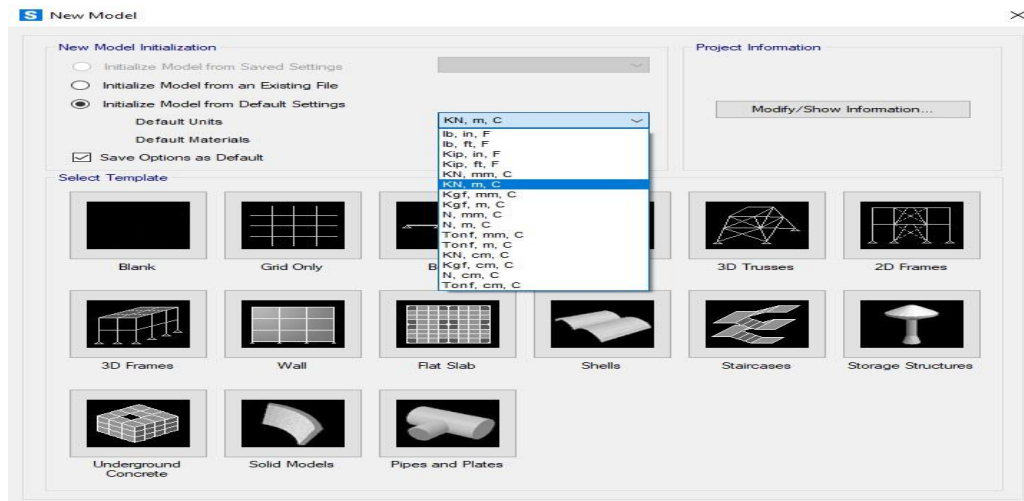 S New Model
New Model Initialization
Initialize Model from Saved Settings
Initialize Model from an Existing File
Initialize Model from Default Settings
Default Units
Default Materials
Save Options as Default
KN, m, C
lb, in, F
lb, ft, F
Kip, in, F
Kip, ft, F
KN, mm, C
KN, m, C
Kgf, mm, C
Kgf, m, C
N, mm, C
N, m, C
Tonf, mm, C
Tonf, m, C
KN, cm, C
Kgf, cm, C
N, cm, C
Tonf, cm, C
Project Information
Modify/Show Information...
Select Template
Blank
Grid Only
B
3D Trusses
2D Frames
3D Frames
Wall
Flat Slab
Shells
Staircases
Storage Structures
Underground
Concrete
Solid Models
Pipes and Plates